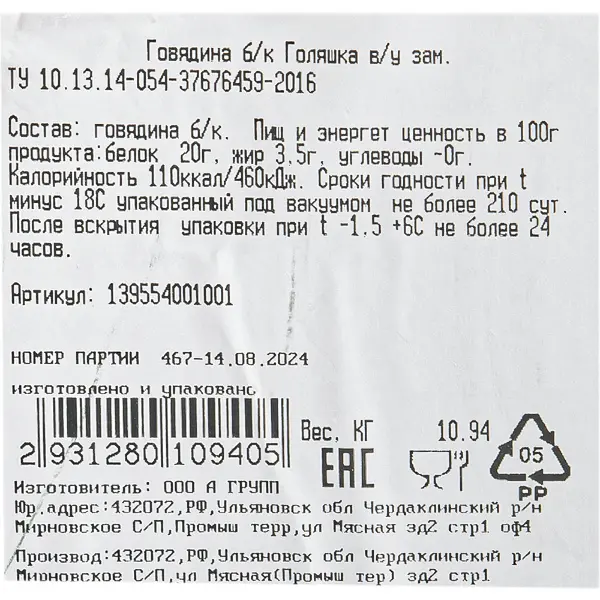 Говядина б/к Голяшка в/у зам.
ТУ 10.13.14-054-37676459-2016
Состав: говядина б/к. Пищ и энергет ценность в 100г
продукта:белок 20г, жир 3,5г, углеводы -0г.
Калорийность 110ккал/460кДж. Сроки годности при t
минус 18С упакованный под вакуумом не более 210 сут.
После вскрытия упаковки при t -1,5 +6С не более 24
часов.
Артикул: 139554001001
НОМЕР ПАРТИИ 467-14.08.2024
изготовлено и упаковано
2 931280 109405
Вес, КГ 10.94
EAC
05
PP
Изготовитель: ООО А ГРУПП
Юр.адрес:432072,РФ,Ульяновск обл Чердаклинский р/н
Мирновское С/П,Промыш терр,ул Мясная зд2 стр1 оф4
Производ:432072,РФ,Ульяновск обл Чердаклинский р/н
Мирновское С/П,ул Мясная(Промыш тер) зд2 стр1